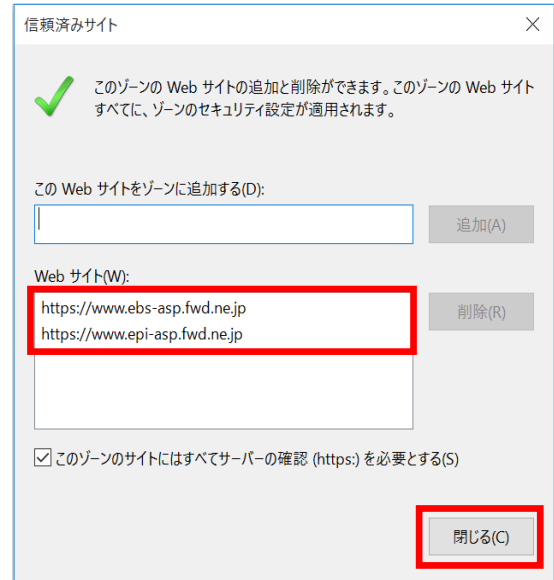 信頼済みサイト
このゾーンの Web サイトの追加と削除ができます。このゾーンの Web サイト
すべてに、ゾーンのセキュリティ設定が適用されます。
この Web サイトをゾーンに追加する(D):
追加(A)
Web サイト(W):
https://www.ebs-asp.fwd.ne.jp
https://www.epi-asp.fwd.ne.jp
削除(R)
このゾーンのサイトにはすべてサーバーの確認 (https:) を必要とする(S)
閉じる(C)